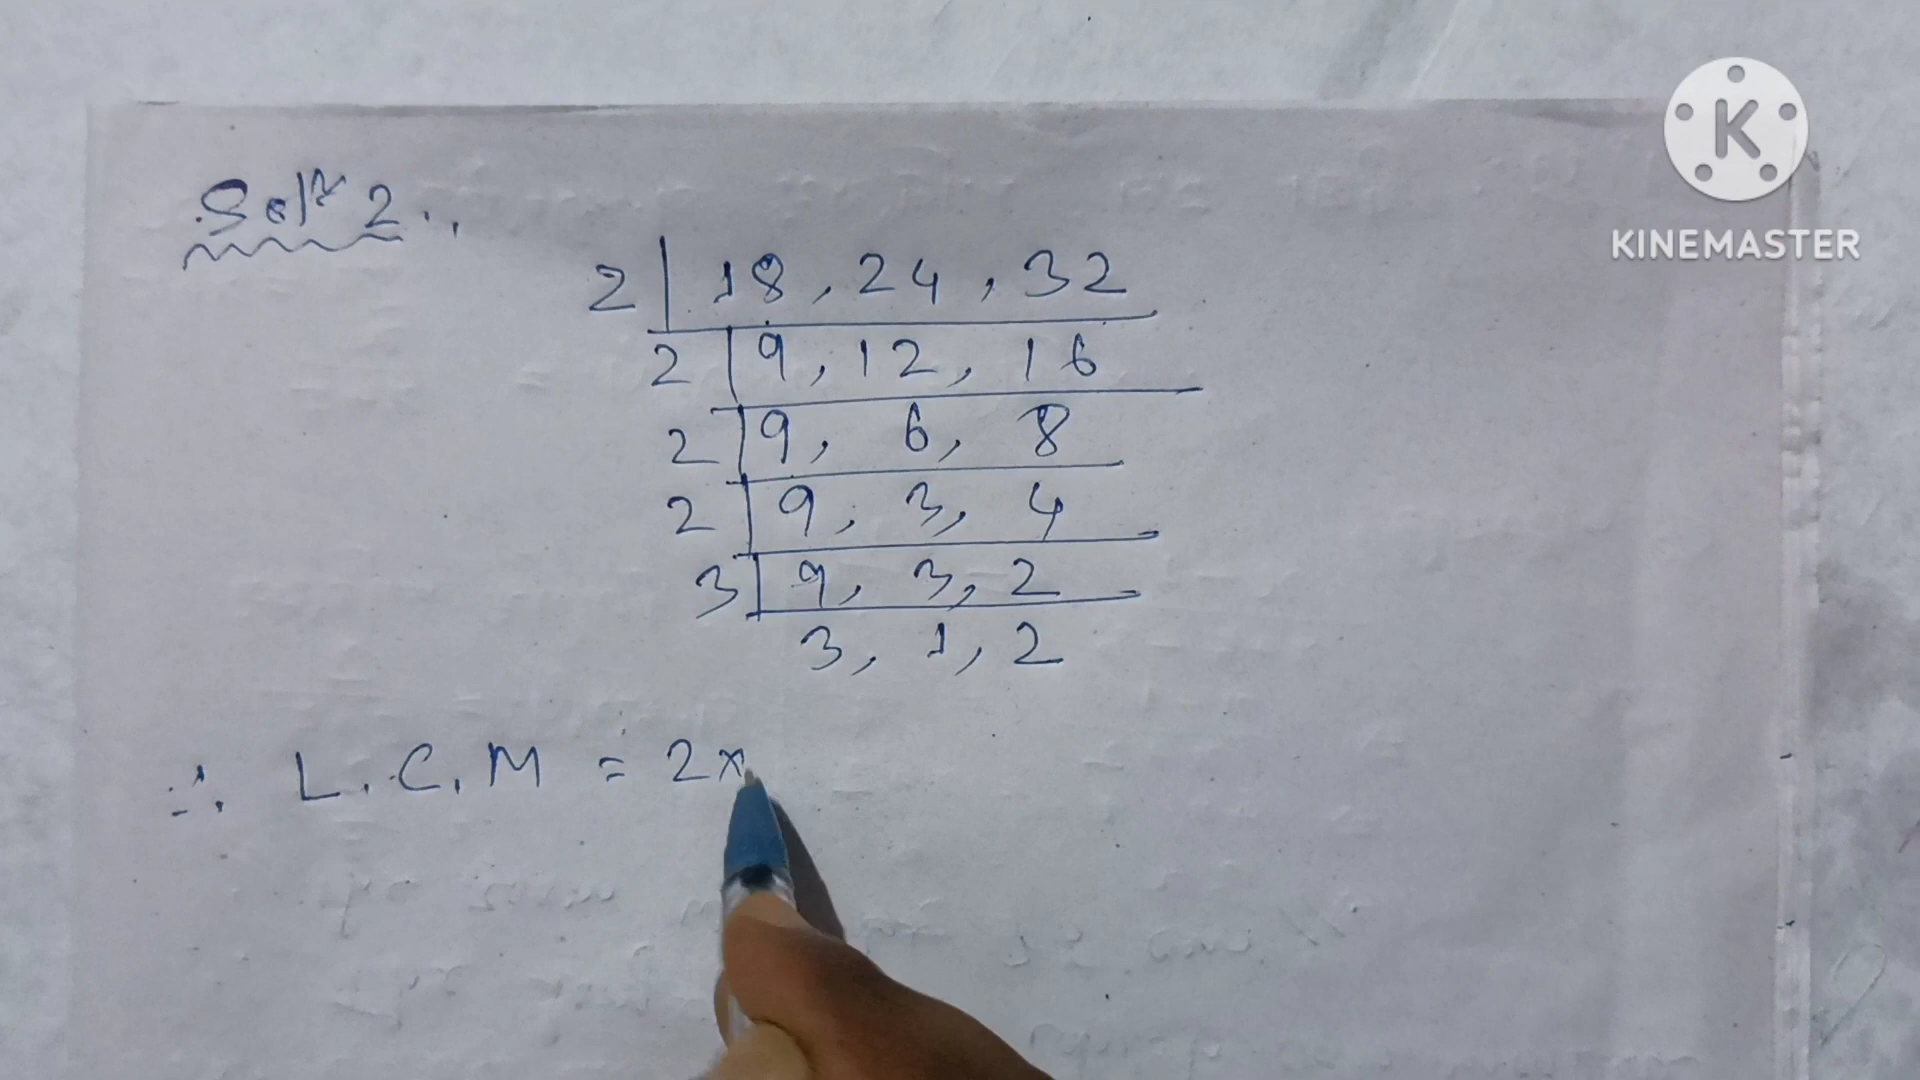 Solⁿ 2.
2 | 18, 24, 32
2 | 9, 12, 16
2 | 9, 6, 8
2 | 9, 3, 4
3 | 9, 3, 2
3, 1, 2
∴ L.C.M = 2×
K
KINEMASTER